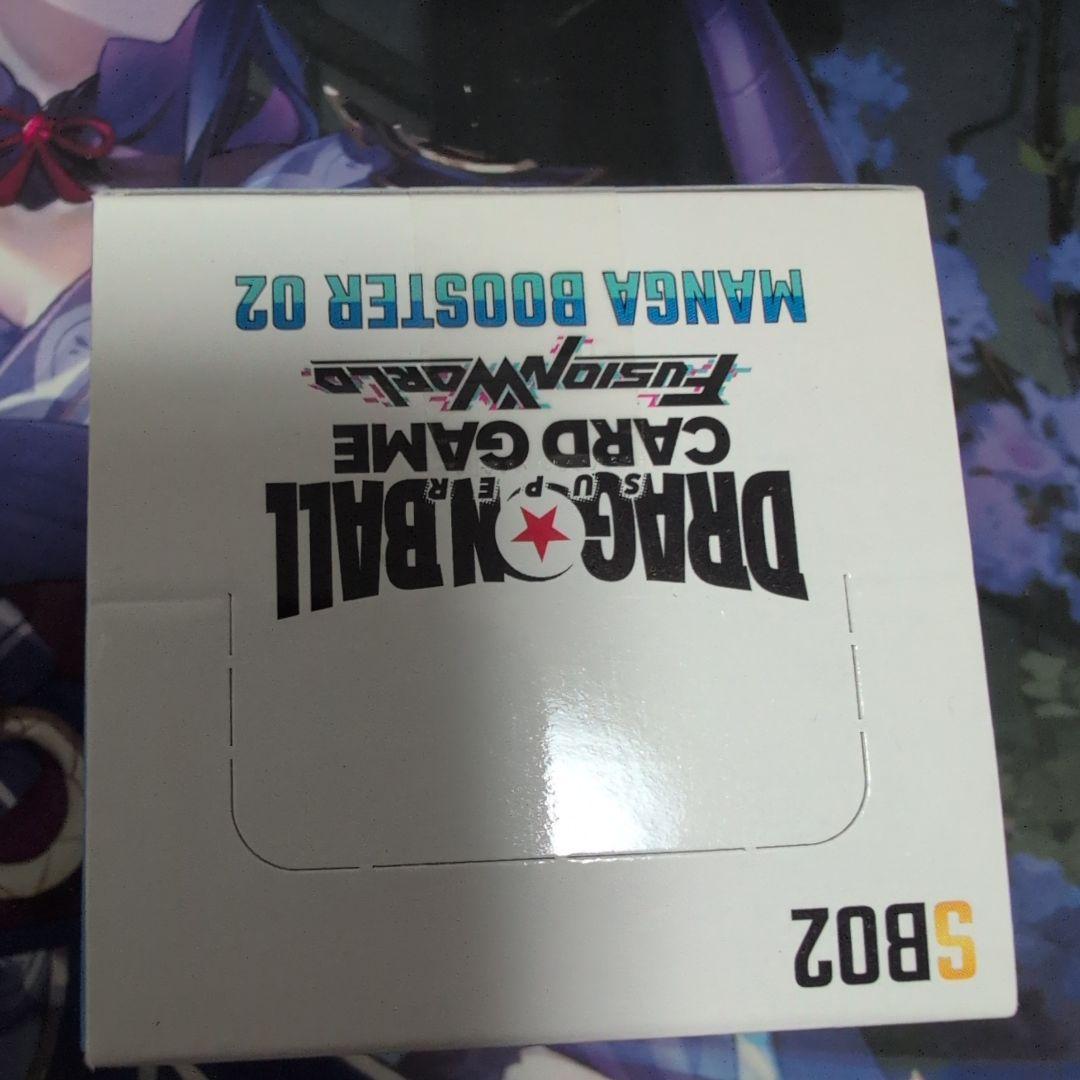 SB02
DRAGON BALL
SUPER
CARD GAME
FUSION WORLD
MANGA BOOSTER 02